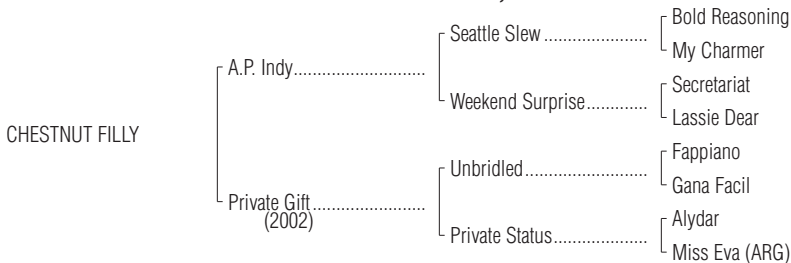 Bold Reasoning
Seattle Slew ......................
My Charmer
A.P. Indy............................
Secretariat
Weekend Surprise.............
Lassie Dear
CHESTNUT FILLY
Fappiano
Unbridled..........................
Gana Facil
Private Gift........................
(2002)
Alydar
Private Status....................
Miss Eva (ARG)